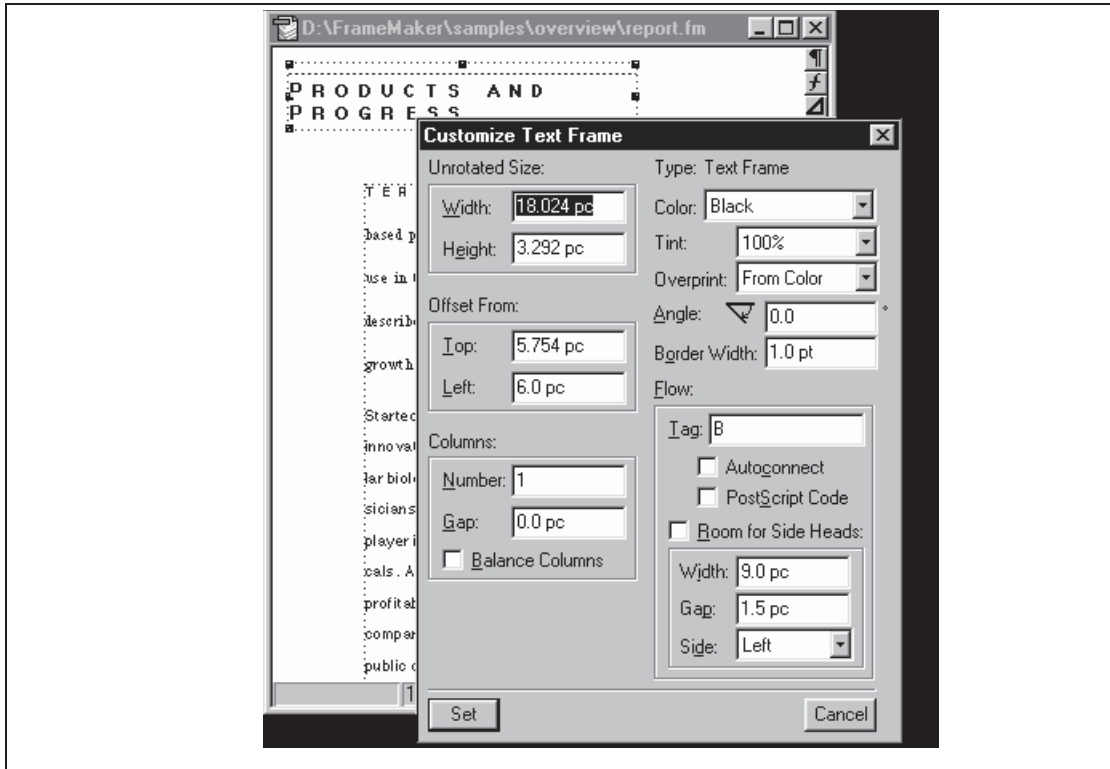 D:\FrameMaker\samples\overview\report.fm
PRODUCTS AND
PROGRESS
TER
based p
use in
describ
growth
Started
innovat
lar biol
sicians
player i
cals. A
profitab
compar
public
1
Customize Text Frame
Unrotated Size:
Width: 18.024 pc
Height: 3.292 pc
Offset From:
Top: 5.754 pc
Left: 6.0 pc
Columns:
Number: 1
Gap: 0.0 pc
Balance Columns
Type: Text Frame
Color: Black
Tint: 100%
Overprint: From Color
Angle: 0.0 °
Border Width: 1.0 pt
Flow:
Tag: B
Autoconnect
PostScript Code
Room for Side Heads:
Width: 9.0 pc
Gap: 1.5 pc
Side: Left
Set
Cancel